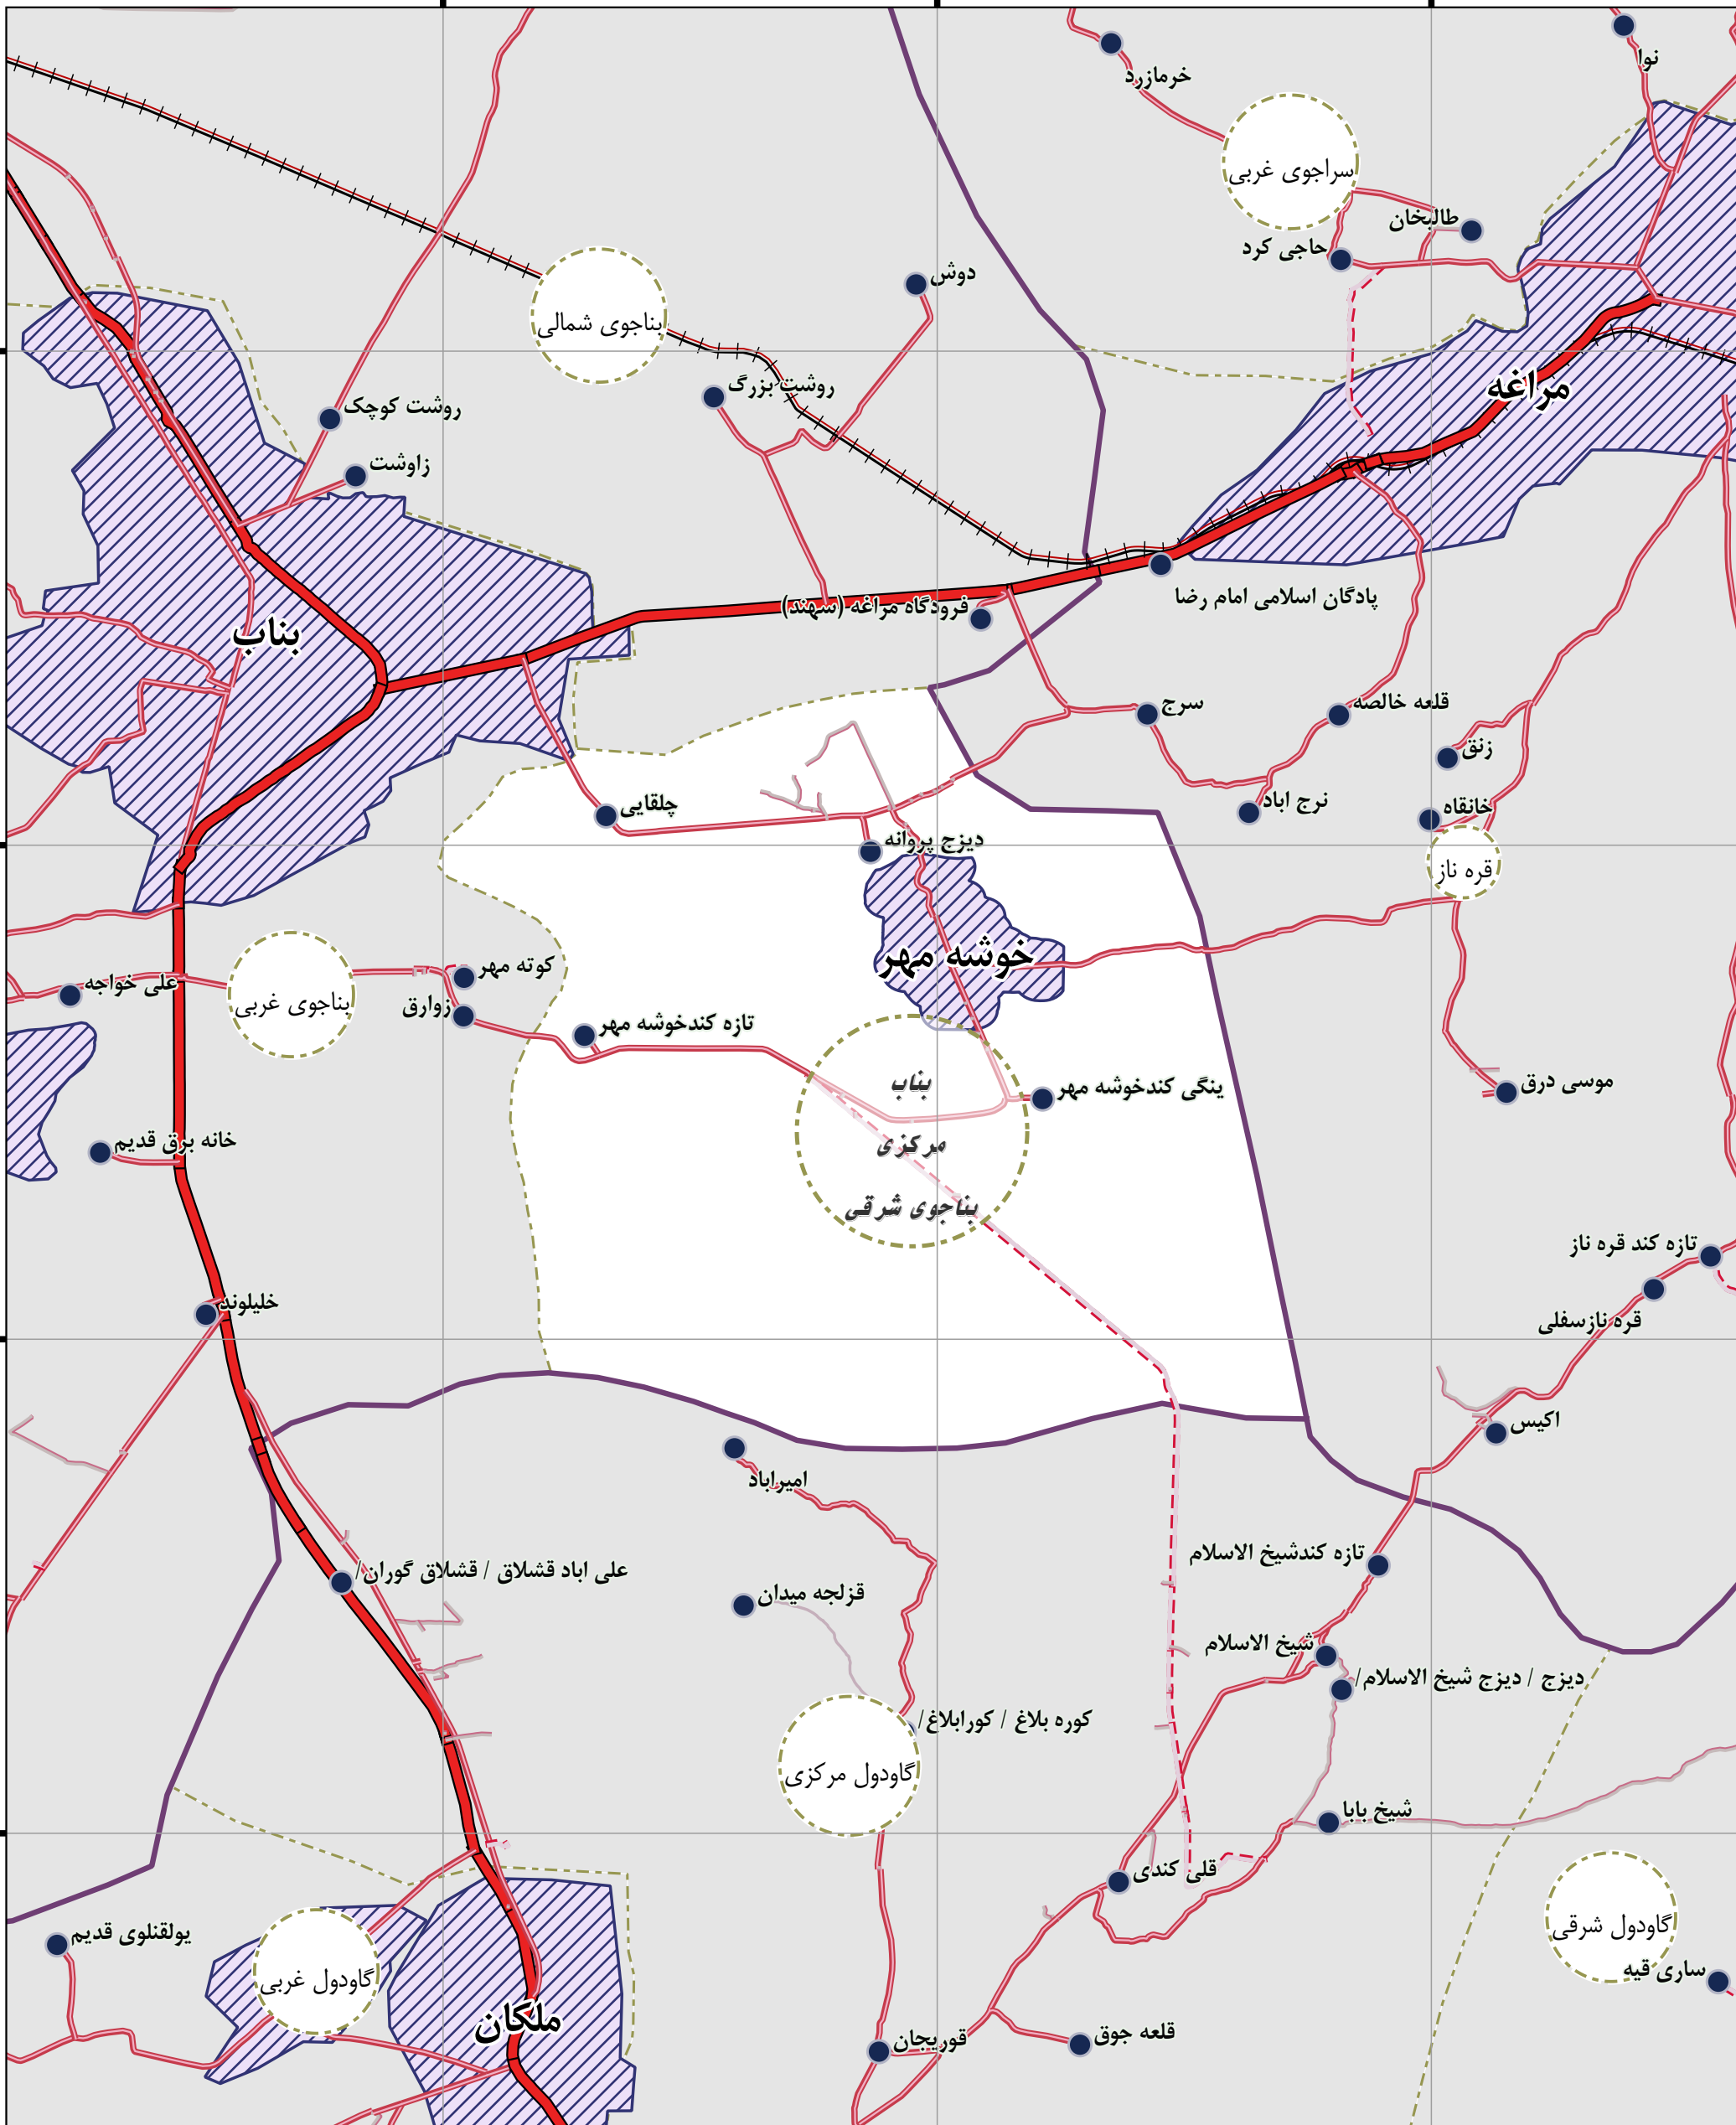 نوا
خرمازرد
سراجوی غربی
طالبخان
حاجی کرد
دوش
بناجوی شمالی
روشت بزرگ
مراغه
روشت کوچک
زاوشت
پادگان اسلامی امام رضا
فرودگاه مراغه (سهند)
بناب
سرج
قلعه خالصه
زنق
چلقایی
نرج اباد
خانقاه
دیزج پروانه
قره ناز
خوشه مهر
کوته مهر
علی خواجه
بناجوی غربی
زوارق
تازه کندخوشه مهر
بناب
مرکزی
بناجوی شرقی
ینگی کندخوشه مهر
موسی درق
خانه برق قدیم
تازه کند قره ناز
خلیلوند
قره نازسفلی
اکیس
امیراباد
تازه کندشیخ الاسلام
علی اباد قشلاق / قشلاق گوران/
قزلجه میدان
شیخ الاسلام
دیزج / دیزج شیخ الاسلام/
کوره بلاغ / کورابلاغ/
گاودول مرکزی
شیخ بابا
قلی کندی
گاودول شرقی
یولقنلوی قدیم
ساری قیه
گاودول غربی
ملکان
قلعه جوق
قوریجان